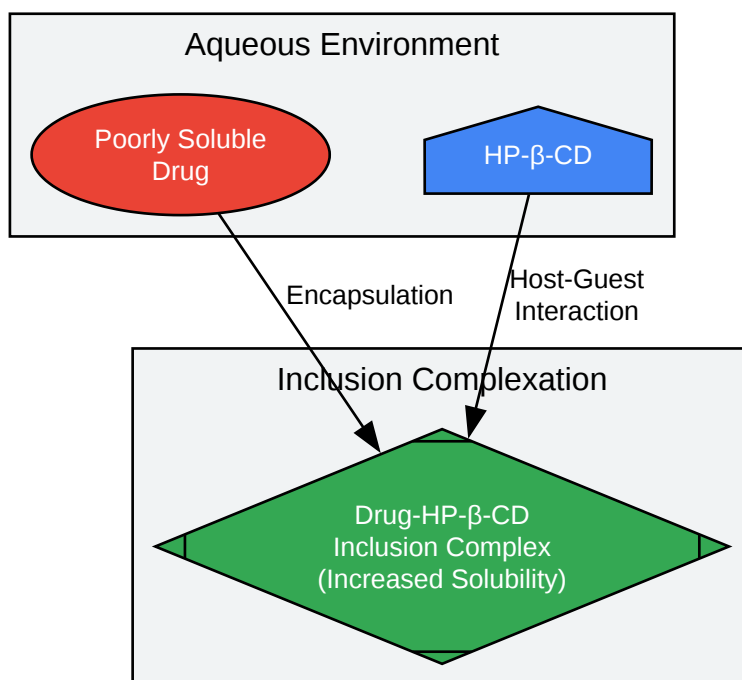 Aqueous Environment
Poorly Soluble
Drug
HP-β-CD
Encapsulation
Host-Guest
Interaction
Inclusion Complexation
Drug-HP-β-CD
Inclusion Complex
(Increased Solubility)